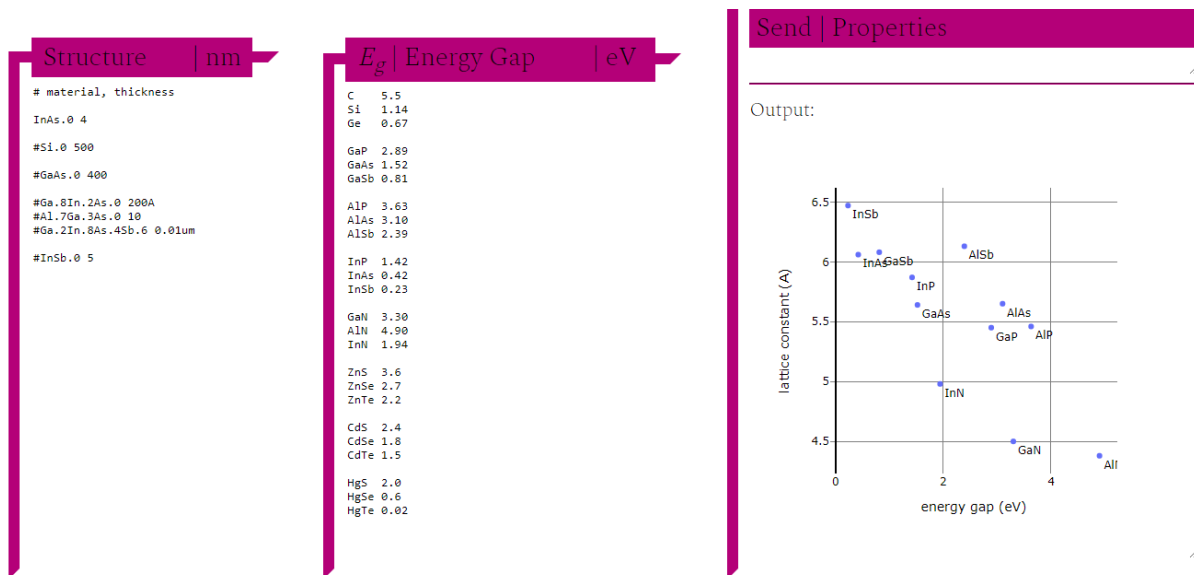 Structure | nm
# material, thickness
InAs.0 4
#Si.0 500
#GaAs.0 400
#Ga.8In.2As.0 200A
#Al.7Ga.3As.0 10
#Ga.2In.8As.4Sb.6 0.01um
#InSb.0 5
Eg | Energy Gap | eV
C 5.5
Si 1.14
Ge 0.67
GaP 2.89
GaAs 1.52
GaSb 0.81
AlP 3.63
AlAs 3.10
AlSb 2.39
InP 1.42
InAs 0.42
InSb 0.23
GaN 3.30
AlN 4.90
InN 1.94
ZnS 3.6
ZnSe 2.7
ZnTe 2.2
CdS 2.4
CdSe 1.8
CdTe 1.5
HgS 2.0
HgSe 0.6
HgTe 0.02
Send | Properties
Output:
6.5
InSb
AlSb
6
InAs
GaSb
InP
GaAs
AlAs
5.5
GaP
AlP
lattice constant (A)
5
InN
4.5
GaN
0
2
4
energy gap (eV)